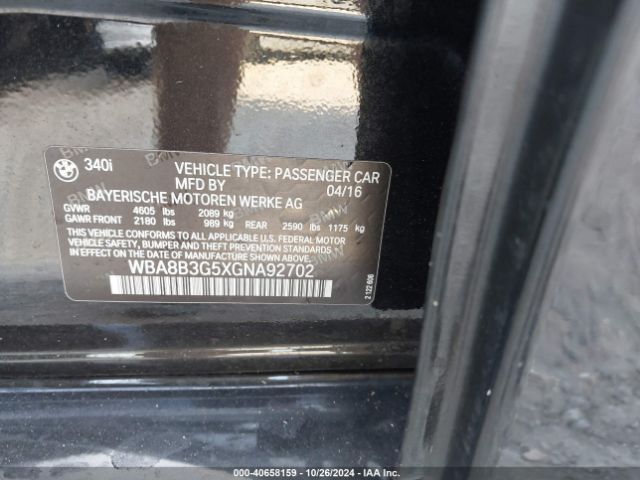 340i VEHICLE TYPE: PASSENGER CAR
MFD BY 04/16
BAYERISCHE MOTOREN WERKE AG
GVWR 4605 lbs 2089 kg
GAWR FRONT 2180 lbs 989 kg REAR 2590 lbs 1175 kg
THIS VEHICLE CONFORMS TO ALL APPLICABLE U.S. FEDERAL MOTOR
VEHICLE SAFETY, BUMPER AND THEFT PREVENTION STANDARDS
IN EFFECT ON THE DATE OF MANUFACTURE SHOWN ABOVE.
WBA8B3G5XGNA92702
2 122 606
000-40658159 - 10/26/2024 - IAA Inc.